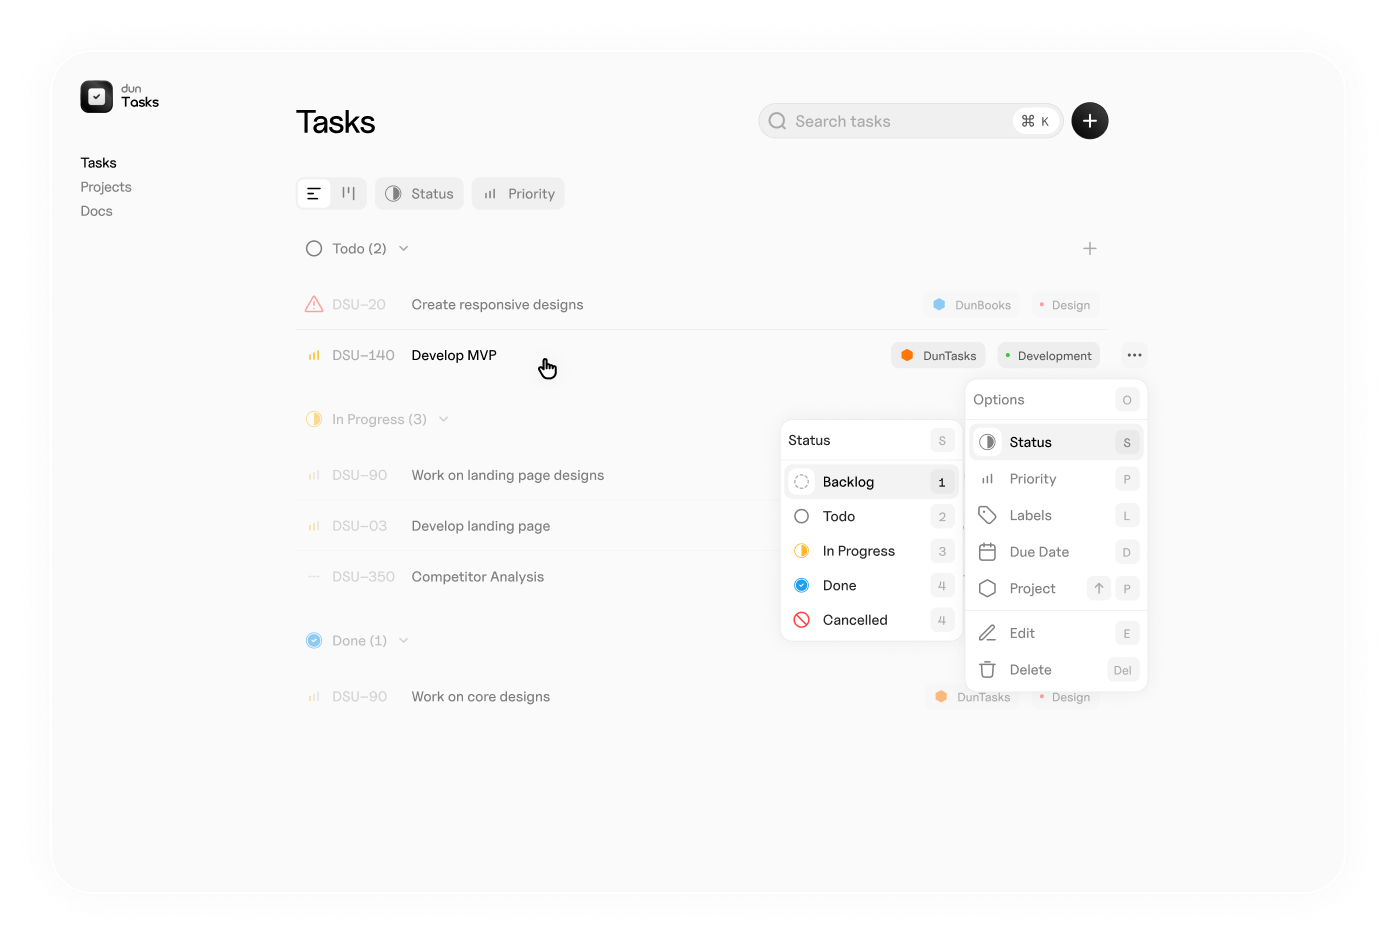 dun
Tasks
Tasks
Projects
Docs
Tasks
Search tasks
⌘ K
Status
Priority
Todo (2)
DSU–20 Create responsive designs DunBooks Design
DSU–140 Develop MVP DunTasks Development
In Progress (3)
DSU–90 Work on landing page designs
DSU–03 Develop landing page
DSU–350 Competitor Analysis
Done (1)
DSU–90 Work on core designs DunTasks Design
Status S
Backlog 1
Todo 2
In Progress 3
Done 4
Cancelled 4
Options O
Status S
Priority P
Labels L
Due Date D
Project ↑ P
Edit E
Delete Del